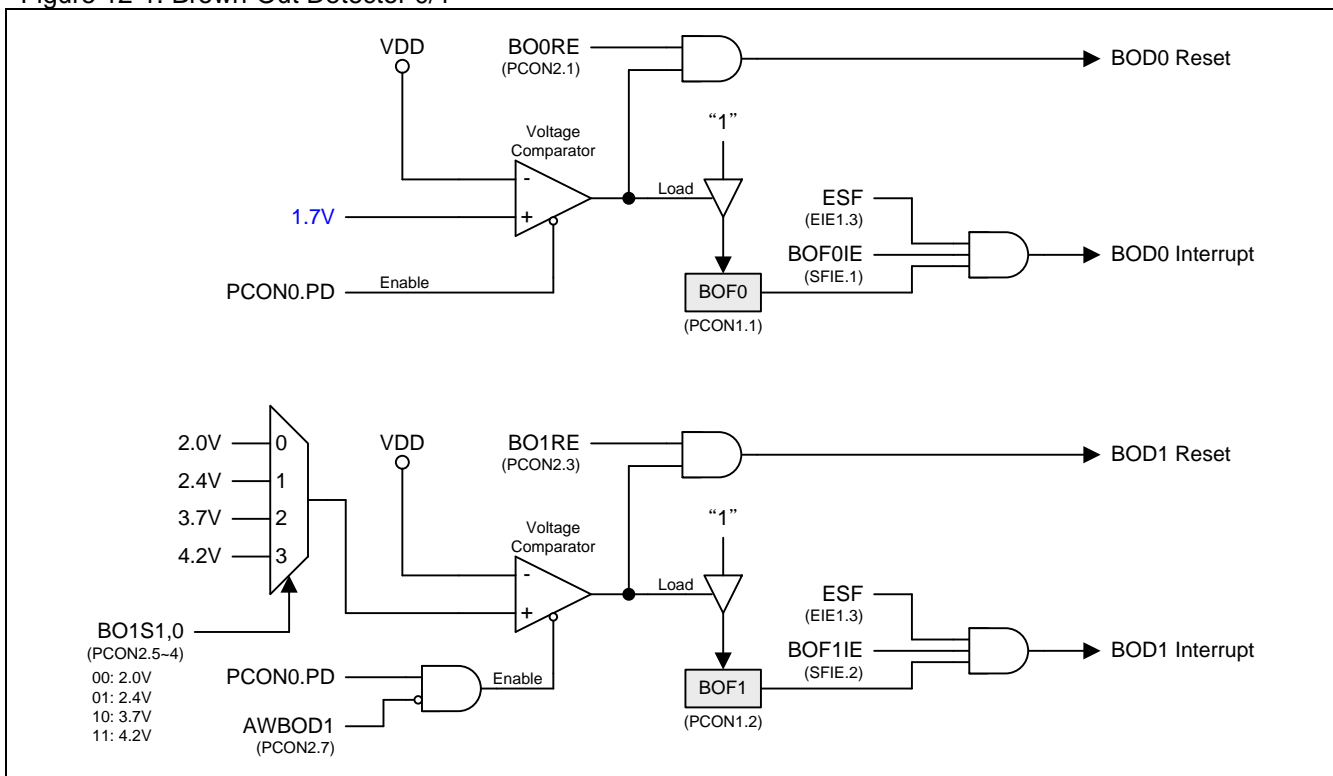 Figure 12-1. Brown-Out Detector 0/1
VDD
BO0RE
(PCON2.1)
BOD0 Reset
Voltage
Comparator
"1"
-
+
1.7V
Load
PCON0.PD
Enable
BOF0
(PCON1.1)
ESF
(EIE1.3)
BOF0IE
(SFIE.1)
BOD0 Interrupt
2.0V
0
2.4V
1
3.7V
2
4.2V
3
VDD
BO1RE
(PCON2.3)
BOD1 Reset
Voltage
Comparator
"1"
-
+
Load
BO1S1,0
(PCON2.5~4)
00: 2.0V
01: 2.4V
10: 3.7V
11: 4.2V
PCON0.PD
Enable
AWBOD1
(PCON2.7)
BOF1
(PCON1.2)
ESF
(EIE1.3)
BOF1IE
(SFIE.2)
BOD1 Interrupt